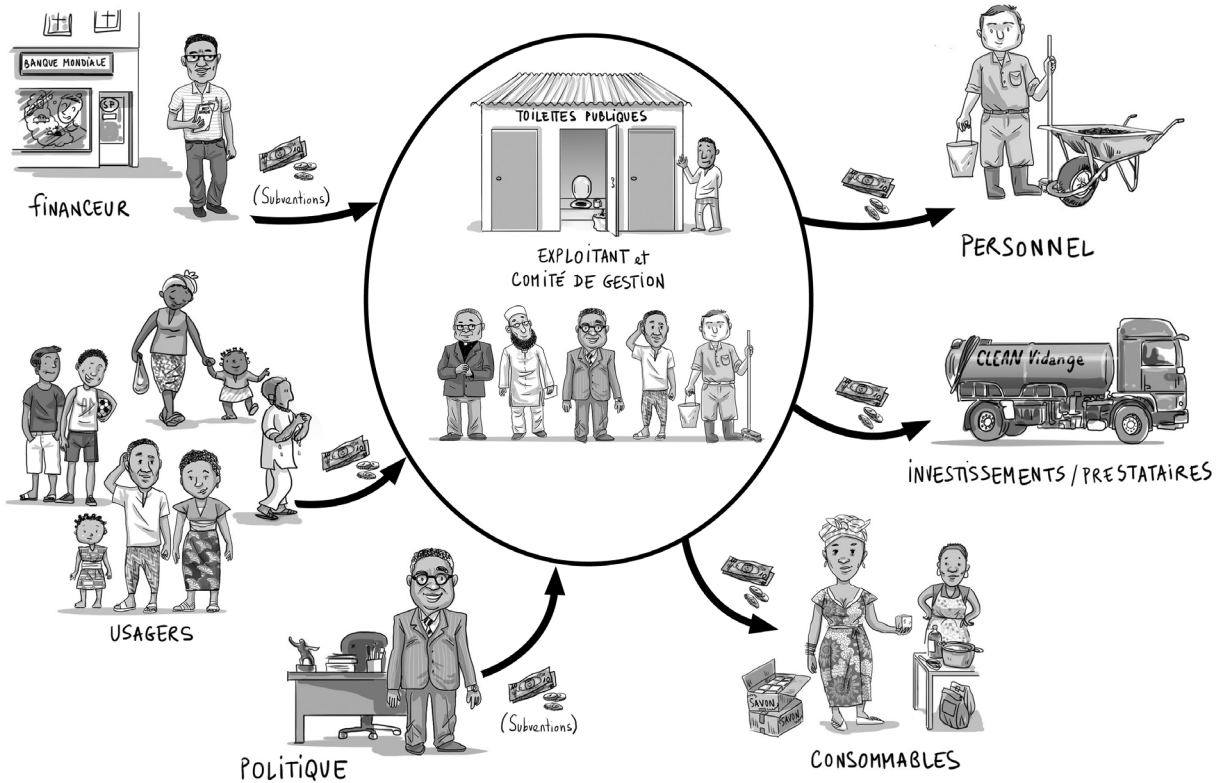 BANQUE MONDIALE
SP
FINANCEUR
(Subventions)
TOILETTES PUBLIQUES
EXPLOITANT et
COMITÉ DE GESTION
PERSONNEL
CLEAN Vidange
INVESTISSEMENTS / PRESTATAIRES
USAGERS
SAVON
SAVON
CONSOMMABLES
(Subventions)
POLITIQUE